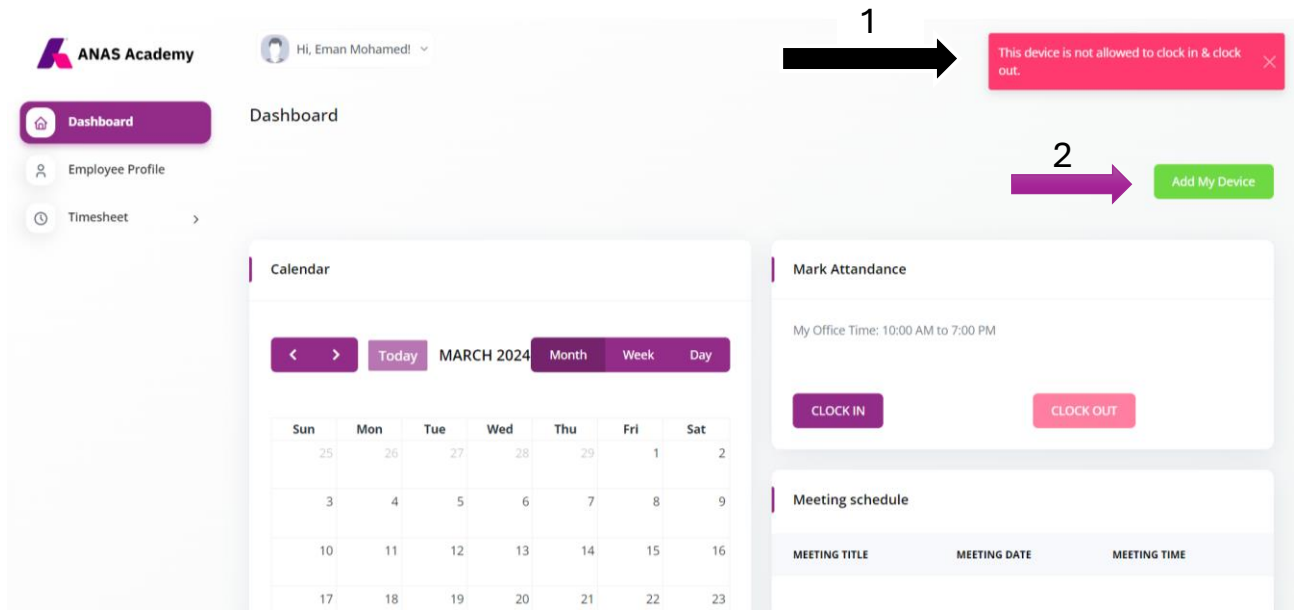 1
ANAS Academy
Hi, Eman Mohamed!
This device is not allowed to clock in & clock
out.
Dashboard
Dashboard
2
Employee Profile
Add My Device
Timesheet
Calendar
Mark Attandance
My Office Time: 10:00 AM to 7:00 PM
Today MARCH 2024 Month Week Day
CLOCK IN CLOCK OUT
Sun Mon Tue Wed Thu Fri Sat
25 26 27 28 29 1 2
3 4 5 6 7 8 9
Meeting schedule
10 11 12 13 14 15 16
MEETING TITLE MEETING DATE MEETING TIME
17 18 19 20 21 22 23